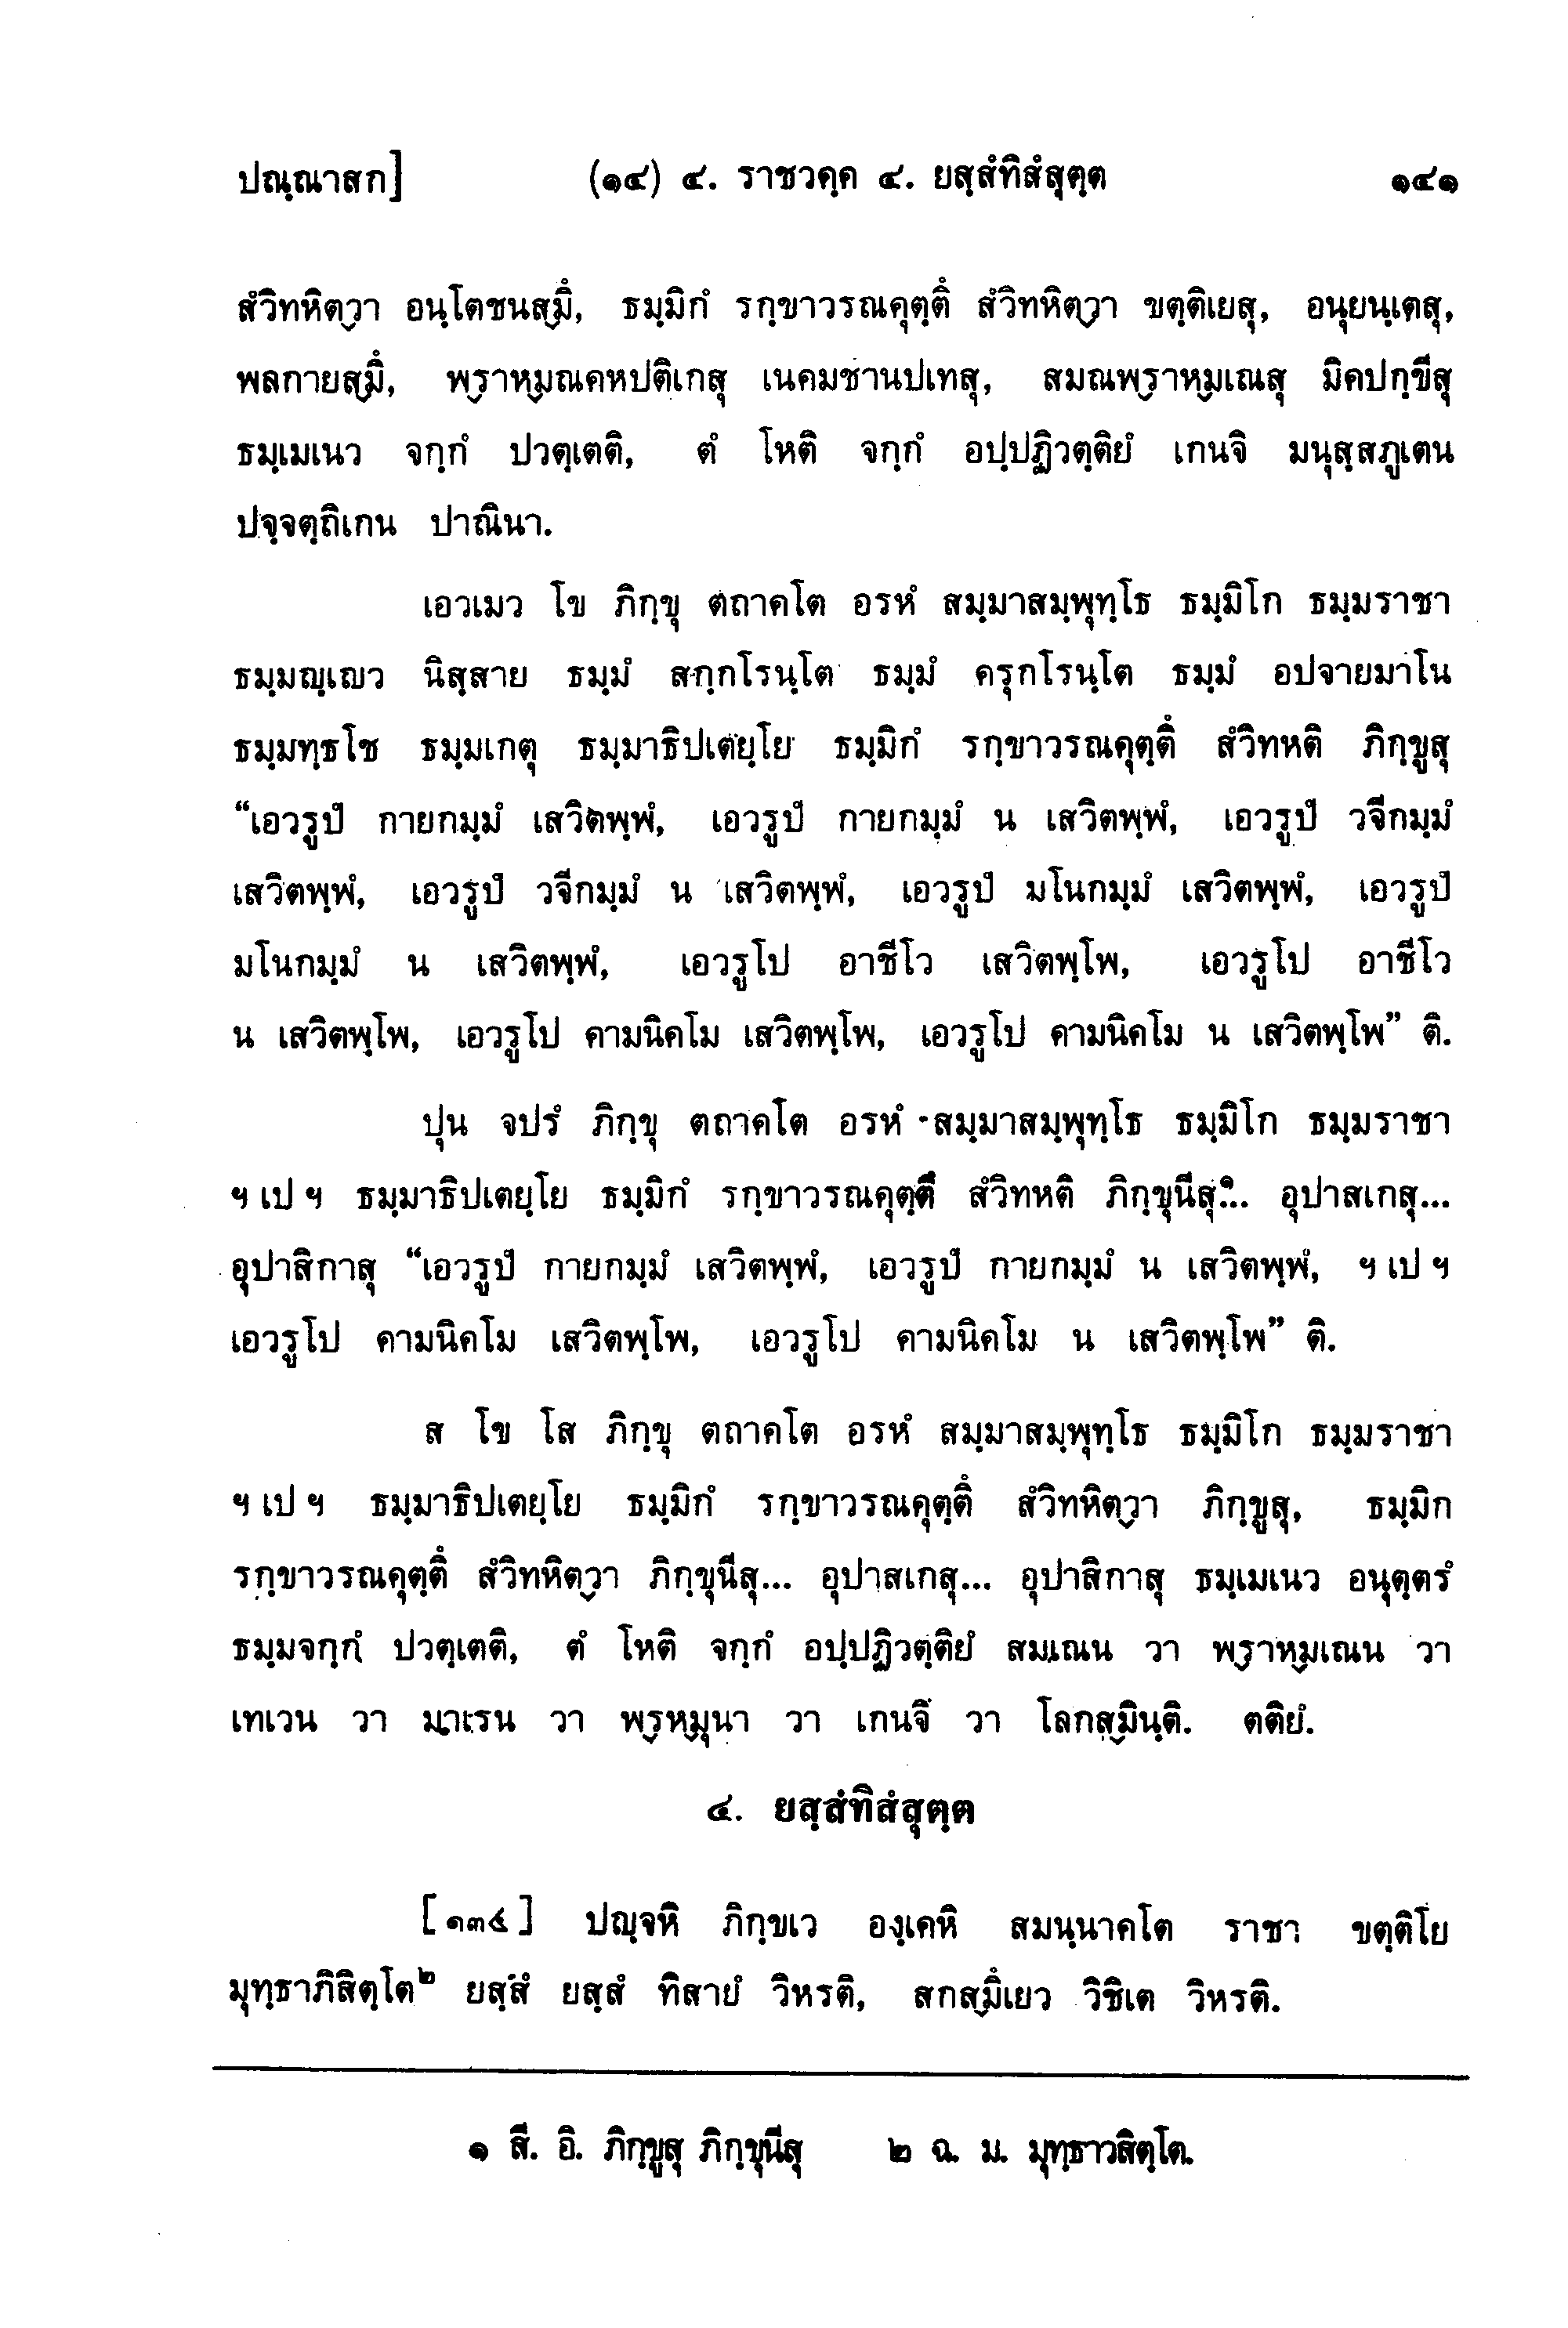 ปณฺณาสก] (๑๔) ๔. ราชวคฺค ๔. ยสฺสํทิสํสุตฺต ๑๔๑
สํวิทหิตฺวา อนฺโตชนสฺมึ, ธมฺมิกํ รกฺขาวรณคุตฺตึ สํวิทหิตฺวา ขตฺติเยสุ, อนุยนฺเตสุ,
พลกายสฺมึ, พฺราหฺมณคหปติเกสุ เนคมชานปเทสุ, สมณพฺราหฺมเณสุ มิคปกฺขีสุ
ธมฺเมเนว จกฺกํ ปวตฺเตติ, ตํ โหติ จกฺกํ อปฺปฏิวตฺติยํ เกนจิ มนุสฺสภูเตน
ปจฺจตฺถิเกน ปาณินา.
เอวเมว โข ภิกฺขุ ตถาคโต อรหํ สมฺมาสมฺพุทฺโธ ธมฺมิโก ธมฺมราชา
ธมฺมญฺเญว นิสฺสาย ธมฺมํ สกฺกโรนฺโต ธมฺมํ ครุกโรนฺโต ธมฺมํ อปจายมาโน
ธมฺมทฺธโช ธมฺมเกตุ ธมฺมาธิปเตยฺโย ธมฺมิกํ รกฺขาวรณคุตฺตึ สํวิทหติ ภิกฺขูสุ
“เอวรูปํ กายกมฺมํ เสวิตพฺพํ, เอวรูปํ กายกมฺมํ น เสวิตพฺพํ, เอวรูปํ วจีกมฺมํ
เสวิตพฺพํ, เอวรูปํ วจีกมฺมํ น เสวิตพฺพํ, เอวรูปํ มโนกมฺมํ เสวิตพฺพํ, เอวรูปํ
มโนกมฺมํ น เสวิตพฺพํ, เอวรูโป อาชีโว เสวิตพฺโพ, เอวรูโป อาชีโว
น เสวิตพฺโพ, เอวรูโป คามนิคโม เสวิตพฺโพ, เอวรูโป คามนิคโม น เสวิตพฺโพ” ติ.
ปุน จปรํ ภิกฺขุ ตถาคโต อรหํ สมฺมาสมฺพุทฺโธ ธมฺมิโก ธมฺมราชา
ฯ เป ฯ ธมฺมาธิปเตยฺโย ธมฺมิกํ รกฺขาวรณคุตฺตึ สํวิทหติ ภิกฺขุนีสุ๑... อุปาสเกสุ...
อุปาสิกาสุ “เอวรูปํ กายกมฺมํ เสวิตพฺพํ, เอวรูปํ กายกมฺมํ น เสวิตพฺพํ, ฯ เป ฯ
เอวรูโป คามนิคโม เสวิตพฺโพ, เอวรูโป คามนิคโม น เสวิตพฺโพ” ติ.
ส โข โส ภิกฺขุ ตถาคโต อรหํ สมฺมาสมฺพุทฺโธ ธมฺมิโก ธมฺมราชา
ฯ เป ฯ ธมฺมาธิปเตยฺโย ธมฺมิกํ รกฺขาวรณคุตฺตึ สํวิทหิตฺวา ภิกฺขูสุ, ธมฺมิก
รกฺขาวรณคุตฺตึ สํวิทหิตฺวา ภิกฺขุนีสุ... อุปาสเกสุ... อุปาสิกาสุ ธมฺเมเนว อนุตฺตรํ
ธมฺมจกฺกํ ปวตฺเตติ, ตํ โหติ จกฺกํ อปฺปฏิวตฺติยํ สมเณน วา พฺราหฺมเณน วา
เทเวน วา มาเรน วา พฺรหฺมุนา วา เกนจิ วา โลกสฺมินฺติ. ตติยํ.
๔. ยสฺสํทิสํสุตฺต
[๑๓๔] ปญฺจหิ ภิกฺขเว องฺเคหิ สมนฺนาคโต ราชา ขตฺติโย
มุทฺธาภิสิตฺโต๒ ยสฺสํ ยสฺสํ ทิสายํ วิหรติ, สกสฺมึเยว วิชิเต วิหรติ.
๑ สี. อิ. ภิกฺขูสุ ภิกฺขุนีสุ ๒ ฉ. ม. มุทฺธาวสิตฺโต.